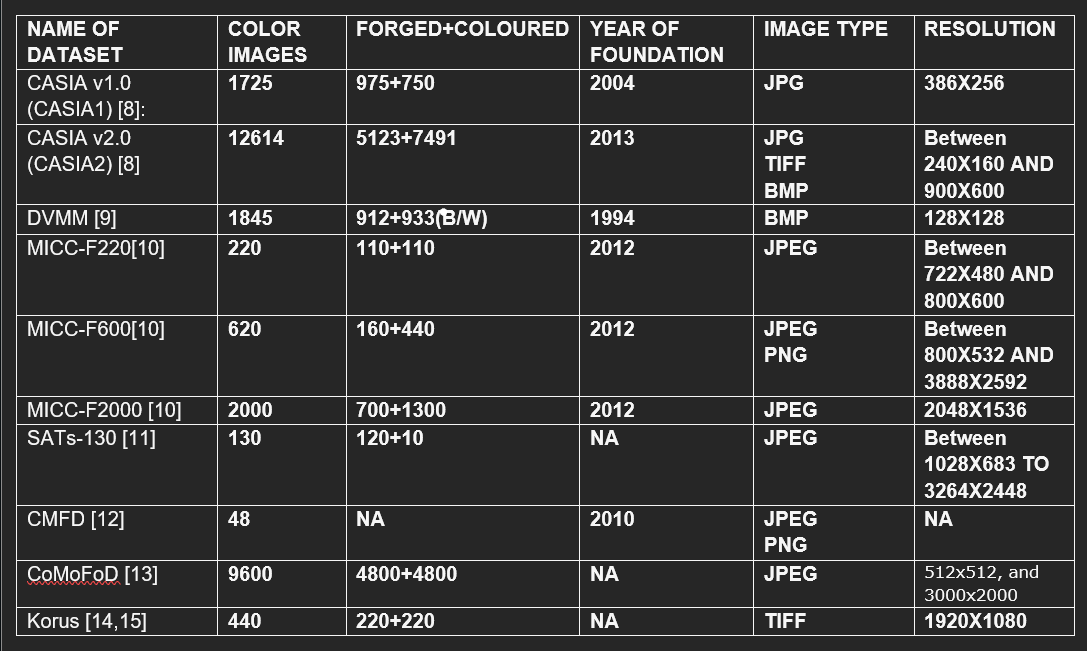 NAME OF DATASET COLOR IMAGES FORGED+COLOURED YEAR OF FOUNDATION IMAGE TYPE RESOLUTION
CASIA v1.0 (CASIA1) [8]: 1725 975+750 2004 JPG 386X256
CASIA v2.0 (CASIA2) [8] 12614 5123+7491 2013 JPG TIFF BMP Between 240X160 AND 900X600
DVMM [9] 1845 912+933(B/W) 1994 BMP 128X128
MICC-F220[10] 220 110+110 2012 JPEG Between 722X480 AND 800X600
MICC-F600[10] 620 160+440 2012 JPEG PNG Between 800X532 AND 3888X2592
MICC-F2000 [10] 2000 700+1300 2012 JPEG 2048X1536
SATs-130 [11] 130 120+10 NA JPEG Between 1028X683 TO 3264X2448
CMFD [12] 48 NA 2010 JPEG PNG NA
CoMoFoD [13] 9600 4800+4800 NA JPEG 512x512, and 3000x2000
Korus [14,15] 440 220+220 NA TIFF 1920X1080